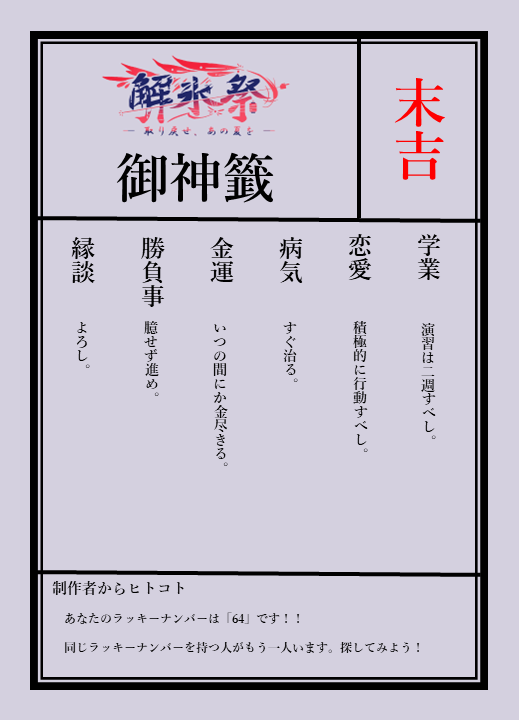 解氷祭
取り戻せ、あの夏を
御神籤
末吉
学業
演習は二週すべし。
恋愛
積極的に行動すべし。
病気
すぐ治る。
金運
いつの間にか金尽きる。
勝負事
臆せず進め。
縁談
よろし。
制作者からヒトコト
あなたのラッキーナンバーは「64」です！！
同じラッキーナンバーを持つ人がもう一人います。探してみよう！